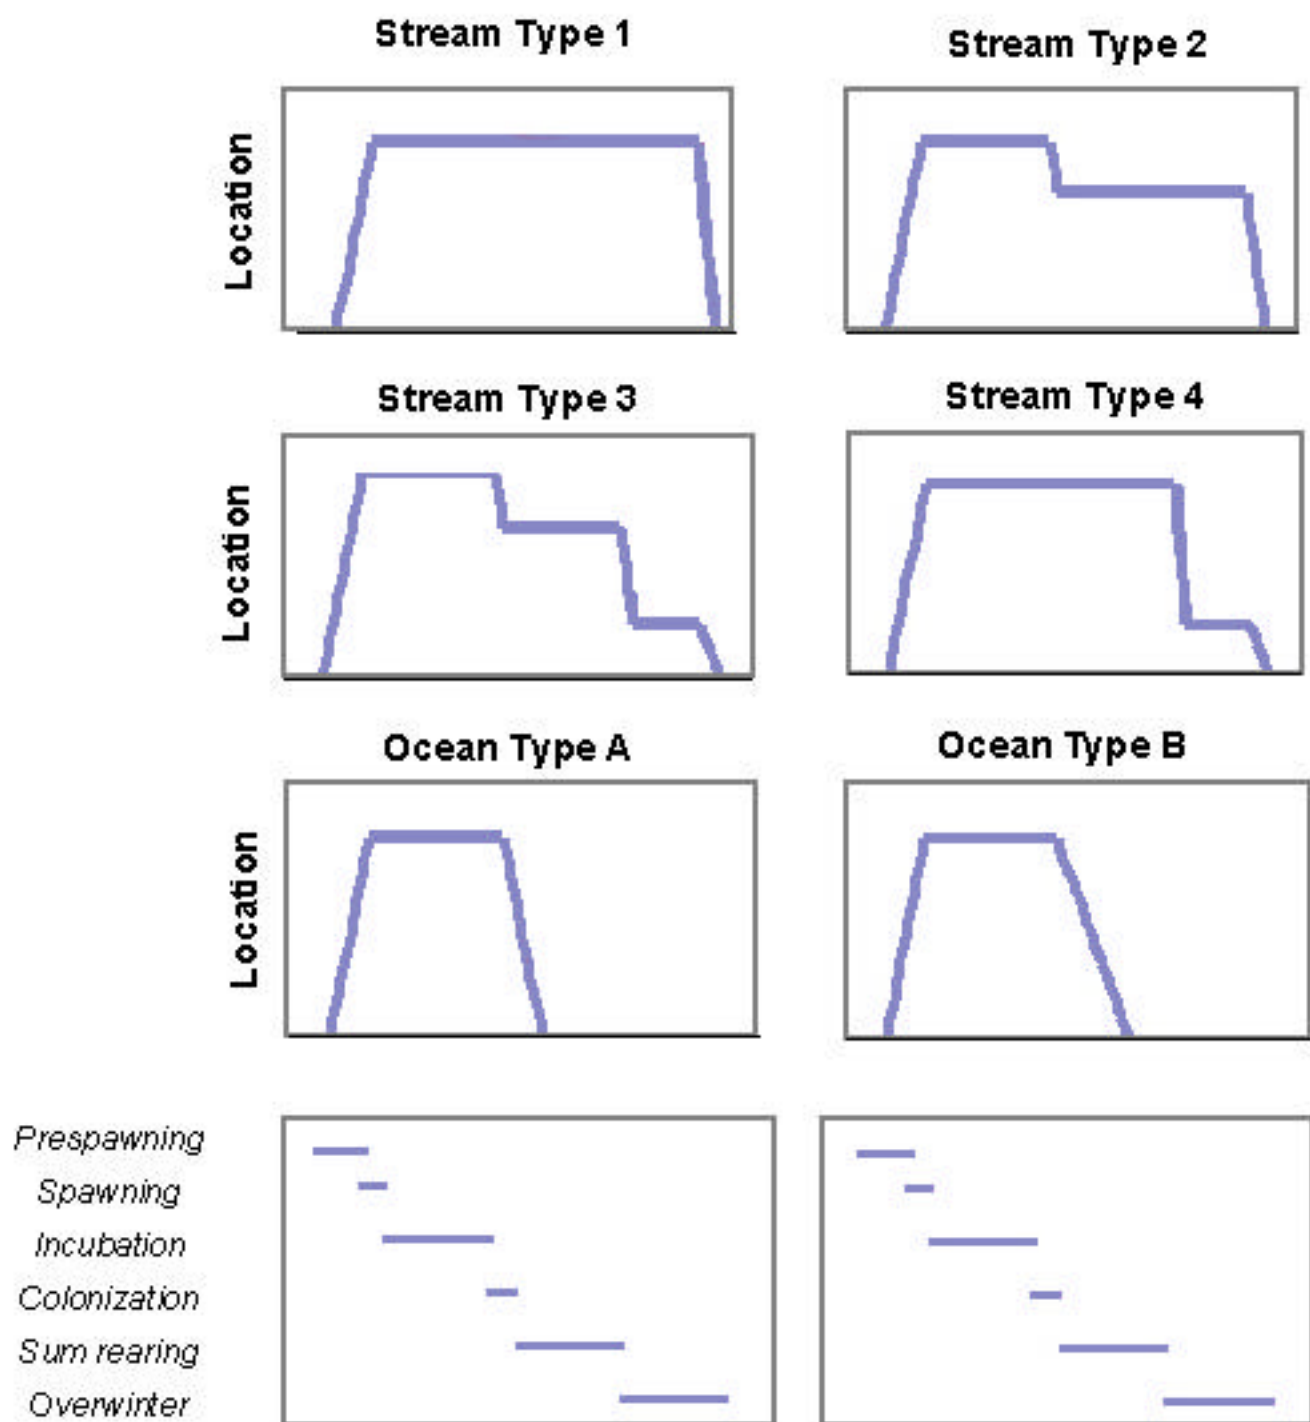 Stream Type 1
Stream Type 2
Location
Stream Type 3
Stream Type 4
Location
Ocean Type A
Ocean Type B
Location
Prespawning
Spawning
Incubation
Colonization
Sum rearing
Overwinter